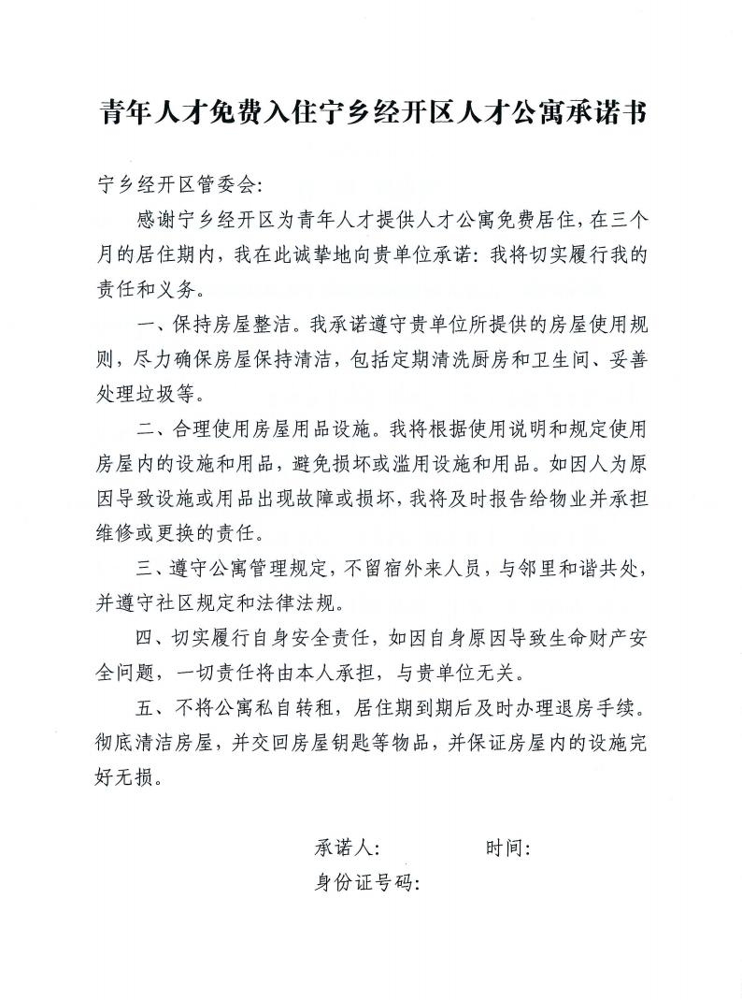 青年人才免费入住宁乡经开区人才公寓承诺书
宁乡经开区管委会：
感谢宁乡经开区为青年人才提供人才公寓免费居住，在三个
月的居住期内，我在此诚挚地向贵单位承诺：我将切实履行我的
责任和义务。
一、保持房屋整洁。我承诺遵守贵单位所提供的房屋使用规
则，尽力确保房屋保持清洁，包括定期清洗厨房和卫生间、妥善
处理垃圾等。
二、合理使用房屋用品设施。我将根据使用说明和规定使用
房屋内的设施和用品，避免损坏或滥用设施和用品。如因人为原
因导致设施或用品出现故障或损坏，我将及时报告给物业并承担
维修或更换的责任。
三、遵守公寓管理规定，不留宿外来人员，与邻里和谐共处，
并遵守社区规定和法律法规。
四、切实履行自身安全责任，如因自身原因导致生命财产安
全问题，一切责任将由本人承担，与贵单位无关。
五、不将公寓私自转租，居住期到期后及时办理退房手续。
彻底清洁房屋，并交回房屋钥匙等物品，并保证房屋内的设施完
好无损。
承诺人： 时间：
身份证号码：